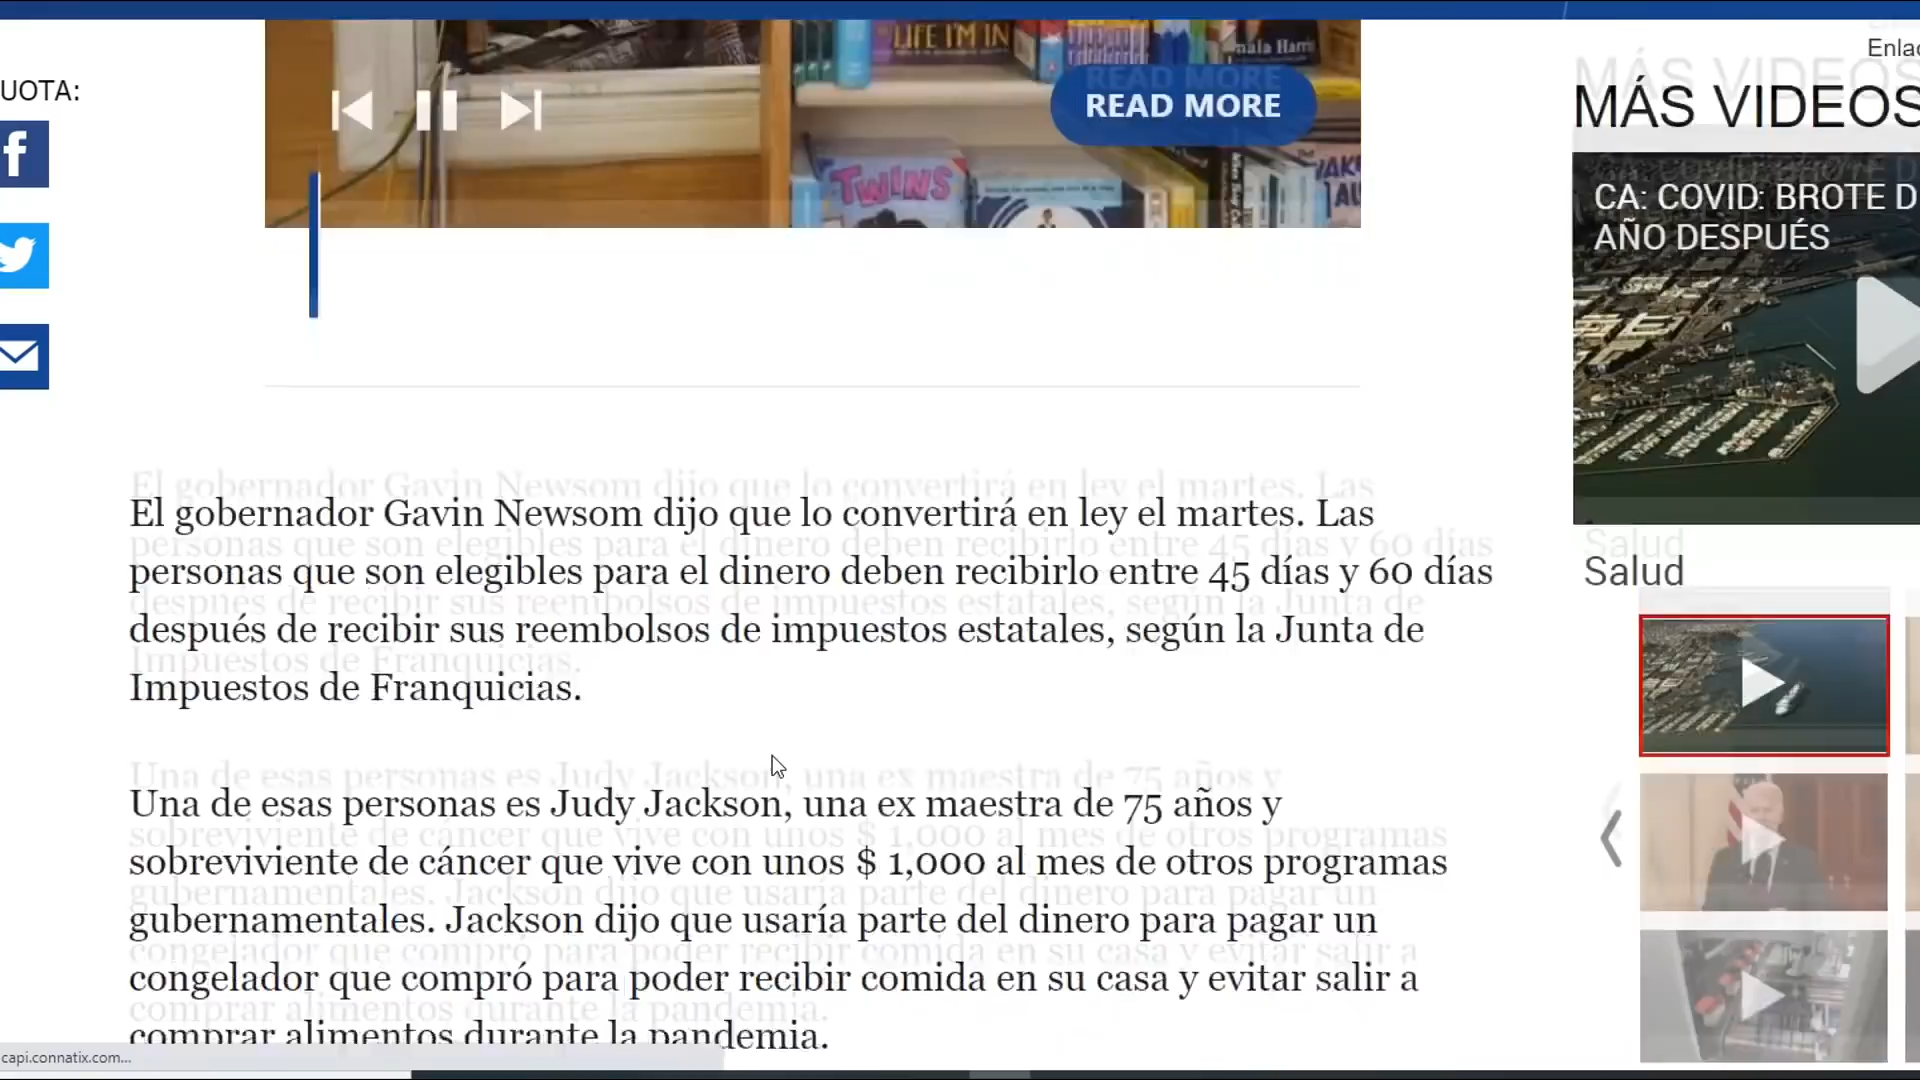 LIFE I'M IN
READ MORE
TWINS
UOTA:
Enlac
MÁS VIDEOS
CA: COVID: BROTE D
AÑO DESPUÉS
Salud
El gobernador Gavin Newsom dijo que lo convertirá en ley el martes. Las
personas que son elegibles para el dinero deben recibirlo entre 45 días y 60 días
después de recibir sus reembolsos de impuestos estatales, según la Junta de
Impuestos de Franquicias.
Una de esas personas es Judy Jackson, una ex maestra de 75 años y
sobreviviente de cáncer que vive con unos $ 1,000 al mes de otros programas
gubernamentales. Jackson dijo que usaría parte del dinero para pagar un
congelador que compró para poder recibir comida en su casa y evitar salir a
comprar alimentos durante la pandemia.
capi.connatix.com...